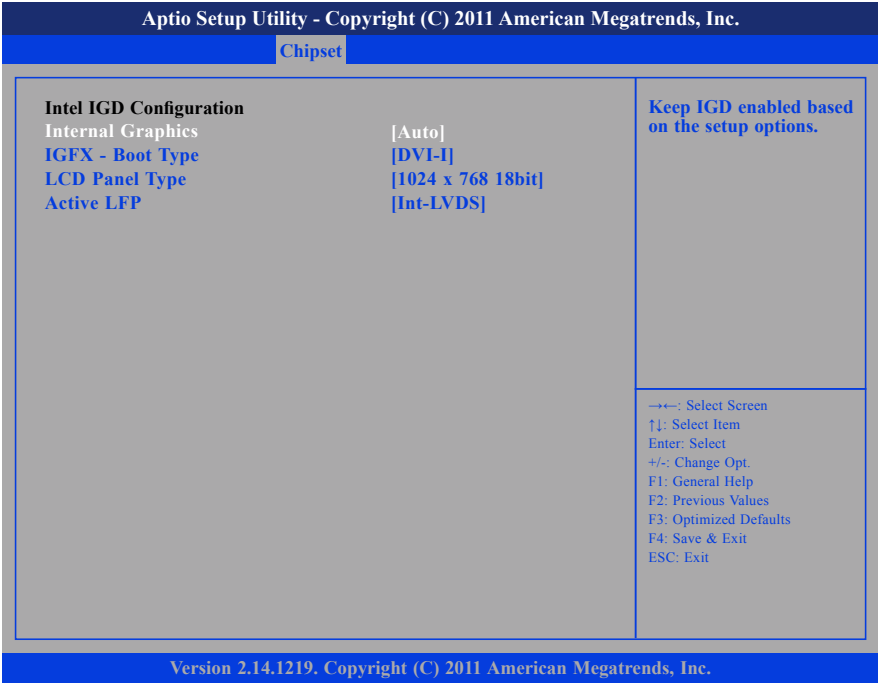 Aptio Setup Utility - Copyright (C) 2011 American Megatrends, Inc.
Chipset
Intel IGD Configuration
Internal Graphics [Auto]
IGFX - Boot Type [DVI-I]
LCD Panel Type [1024 x 768 18bit]
Active LFP [Int-LVDS]
Keep IGD enabled based
on the setup options.
→←: Select Screen
↑↓: Select Item
Enter: Select
+/-: Change Opt.
F1: General Help
F2: Previous Values
F3: Optimized Defaults
F4: Save & Exit
ESC: Exit
Version 2.14.1219. Copyright (C) 2011 American Megatrends, Inc.